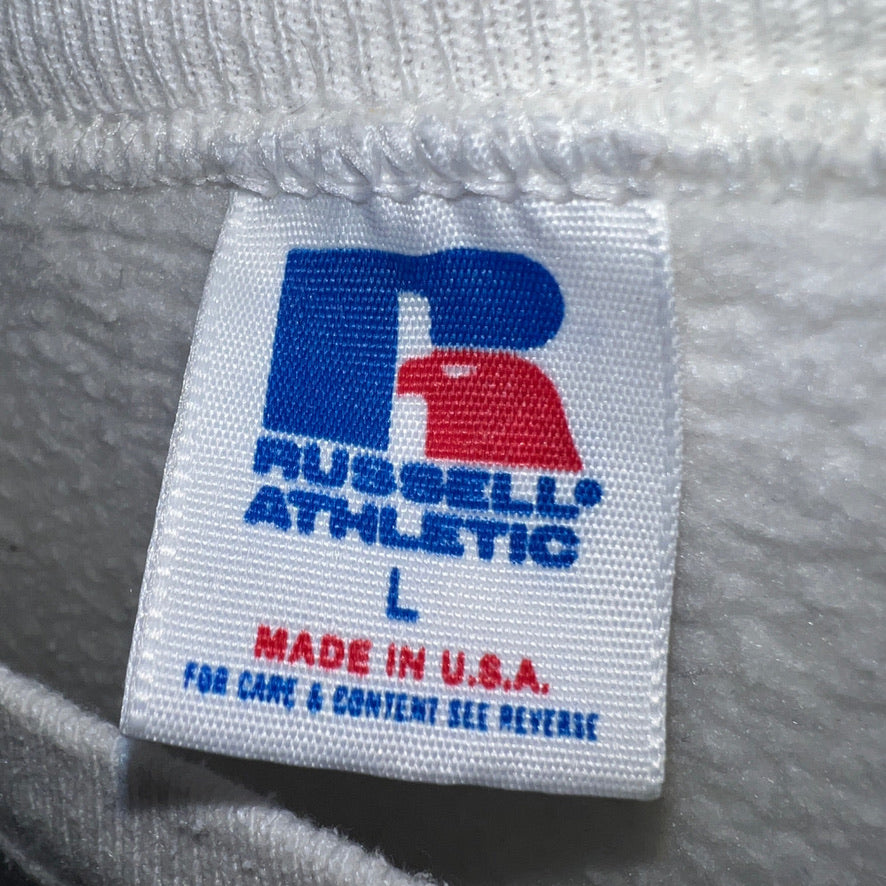 RUSSELL®
ATHLETIC
L
MADE IN U.S.A.
FOR CARE & CONTENT SEE REVERSE